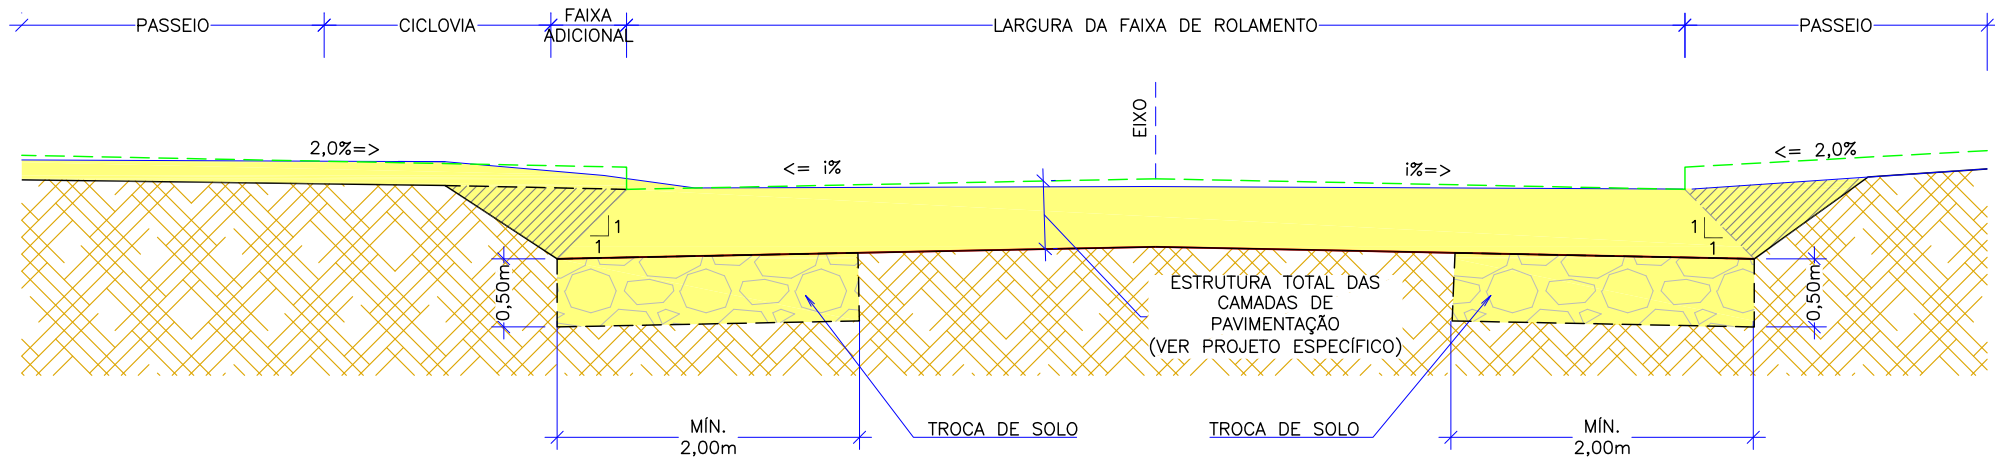 PASSEIO
CICLOVIA
FAIXA
ADICIONAL
LARGURA DA FAIXA DE ROLAMENTO
PASSEIO
EIXO
2,0%=>
<= i%
i%=>
<= 2,0%
1
1
1
1
0,50m
0,50m
ESTRUTURA TOTAL DAS
CAMADAS DE
PAVIMENTAÇÃO
(VER PROJETO ESPECÍFICO)
MÍN.
2,00m
TROCA DE SOLO
TROCA DE SOLO
MÍN.
2,00m